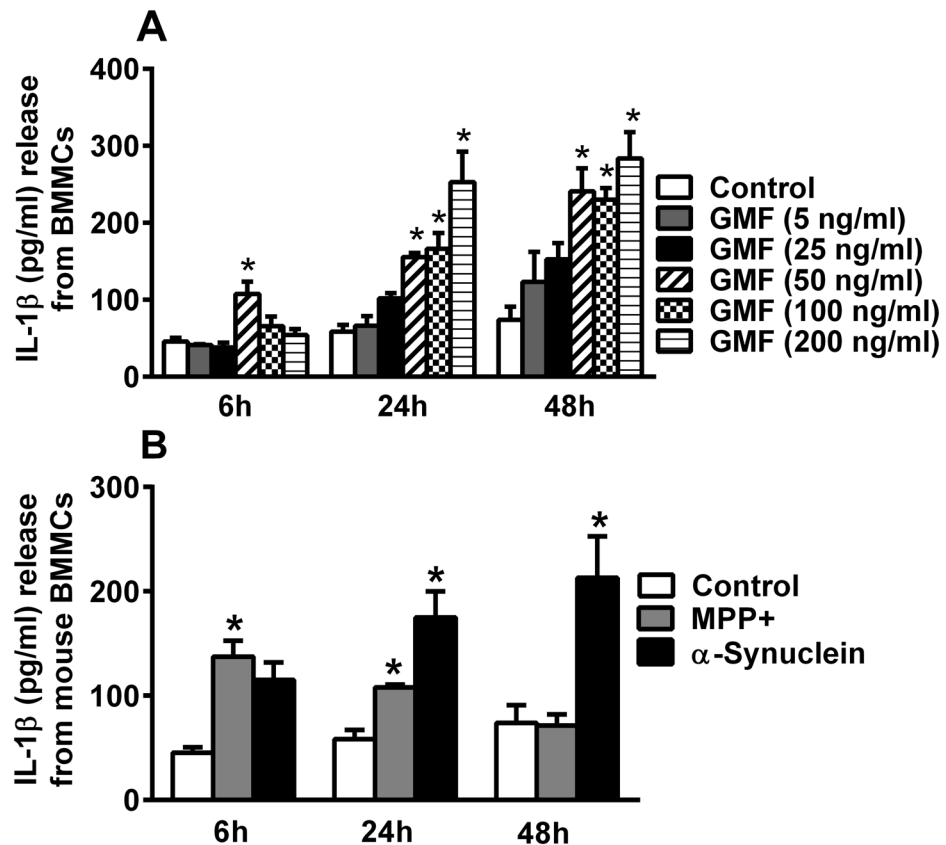 A
IL-1β (pg/ml) release
from BMMCs
400
300
200
100
0
*
*
*
*
*
*
*
6h
24h
48h
Control
GMF (5 ng/ml)
GMF (25 ng/ml)
GMF (50 ng/ml)
GMF (100 ng/ml)
GMF (200 ng/ml)
B
IL-1β (pg/ml) release
from mouse BMMCs
300
200
100
0
*
*
*
*
6h
24h
48h
Control
MPP+
α-Synuclein